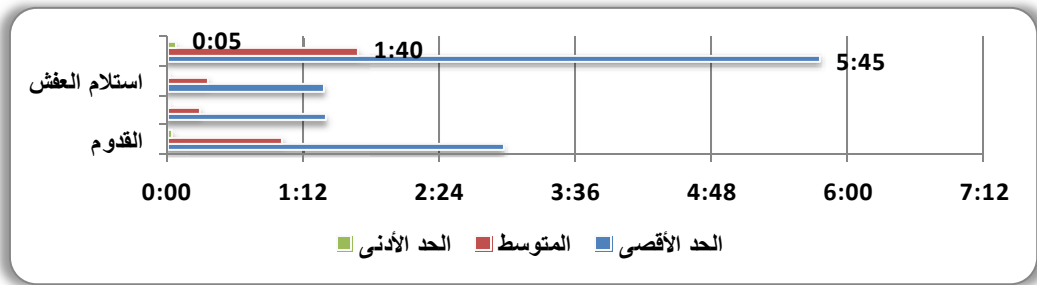 0:05
1:40
5:45
استلام العفش
القدوم
0:00 1:12 2:24 3:36 4:48 6:00 7:12
الحد الأقصى المتوسط الحد الأدنى